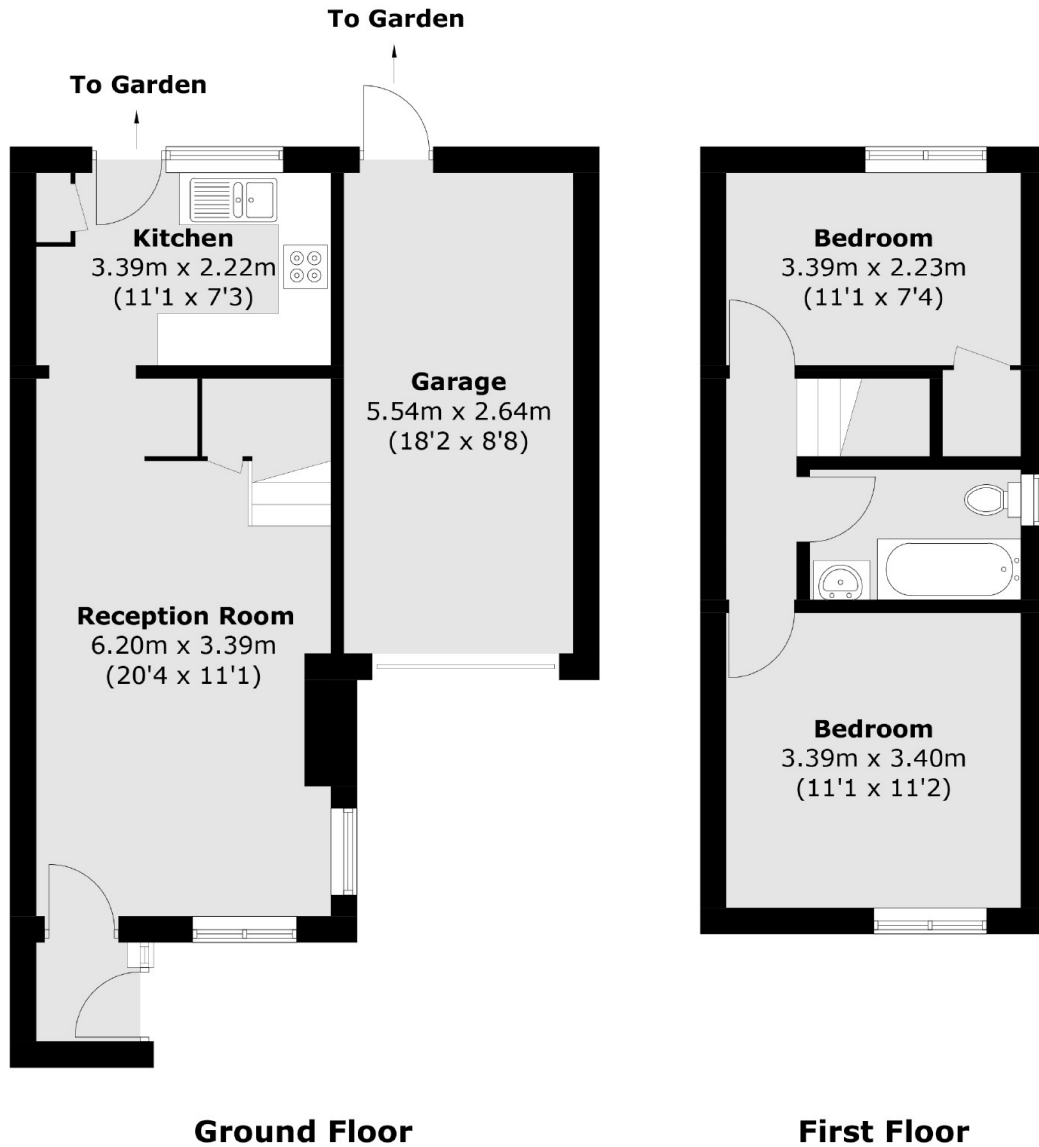 To Garden
To Garden
Kitchen
3.39m x 2.22m
(11'1 x 7'3)
Garage
5.54m x 2.64m
(18'2 x 8'8)
Reception Room
6.20m x 3.39m
(20'4 x 11'1)
Ground Floor
Bedroom
3.39m x 2.23m
(11'1 x 7'4)
Bedroom
3.39m x 3.40m
(11'1 x 11'2)
First Floor